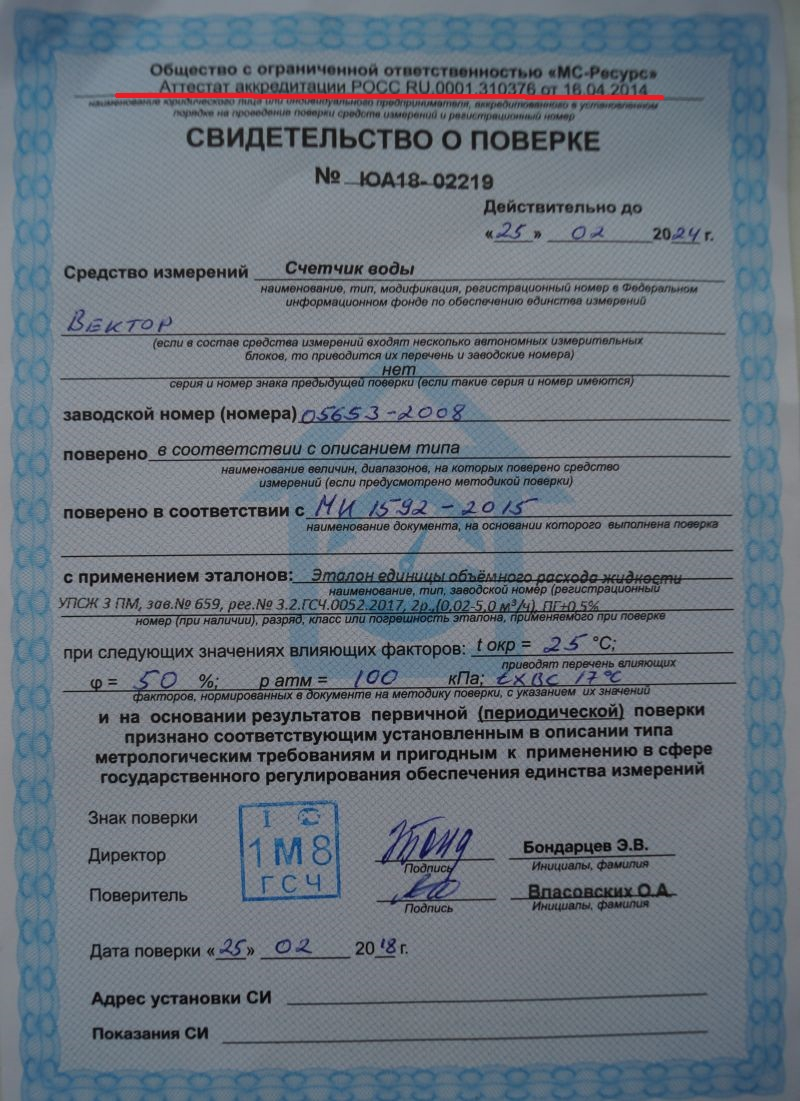 Общество с ограниченной ответственностью «МС-Ресурс»
Аттестат аккредитации РОСС RU.0001.310376 от 16.04.2014
наименование юридического лица или индивидуального предпринимателя, аккредитованного в установленном
порядке на проведение поверки средств измерений и регистрационный номер
СВИДЕТЕЛЬСТВО О ПОВЕРКЕ
№ ЮА18-02219
Действительно до
«25» 02 2024 г.
Средство измерений Счетчик воды
наименование, тип, модификация, регистрационный номер в Федеральном
информационном фонде по обеспечению единства измерений
Вектор
(если в состав средства измерений входят несколько автономных измерительных
блоков, то приводится их перечень и заводские номера)
нет
серия и номер знака предыдущей поверки (если такие серия и номер имеются)
заводской номер (номера) 05653-2008
поверено в соответствии с описанием типа
наименование величин, диапазонов, на которых поверено средство
измерений (если предусмотрено методикой поверки)
поверено в соответствии с МИ 1592-2015
наименование документа, на основании которого выполнена поверка
с применением эталонов: Эталон единицы объёмного расхода жидкости
наименование, тип, заводской номер (регистрационный
УПСЖ 3 ПМ, зав.№ 659, рег.№ 3.2.ГСЧ.0052.2017, 2р.,(0,02-5,0 м³/ч), ПГ±0,5%
номер (при наличии), разряд, класс или погрешность эталона, применяемого при поверке
при следующих значениях влияющих факторов: t окр = 25 °C;
приводят перечень влияющих
φ = 50 %; р атм = 100 кПа; tхвс 17°C
факторов, нормированных в документе на методику поверки, с указанием их значений
и на основании результатов первичной (периодической) поверки
признано соответствующим установленным в описании типа
метрологическим требованиям и пригодным к применению в сфере
государственного регулирования обеспечения единства измерений
Знак поверки
I
1М8
ГСЧ
Директор Бондарцев Э.В.
Подпись Инициалы, фамилия
Поверитель Власовских О.А.
Подпись Инициалы, фамилия
Дата поверки «25» 02 2018 г.
Адрес установки СИ
Показания СИ